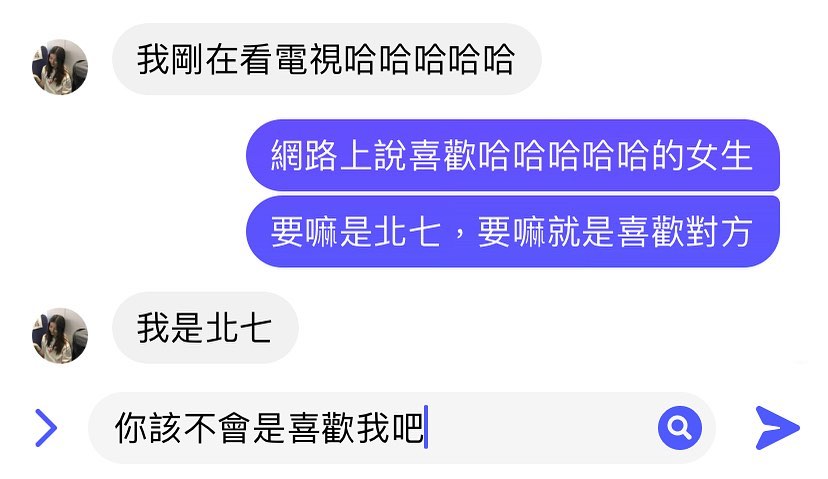 我剛在看電視哈哈哈哈哈
網路上說喜歡哈哈哈哈哈的女生
要嘛是北七，要嘛就是喜歡對方
我是北七
你該不會是喜歡我吧